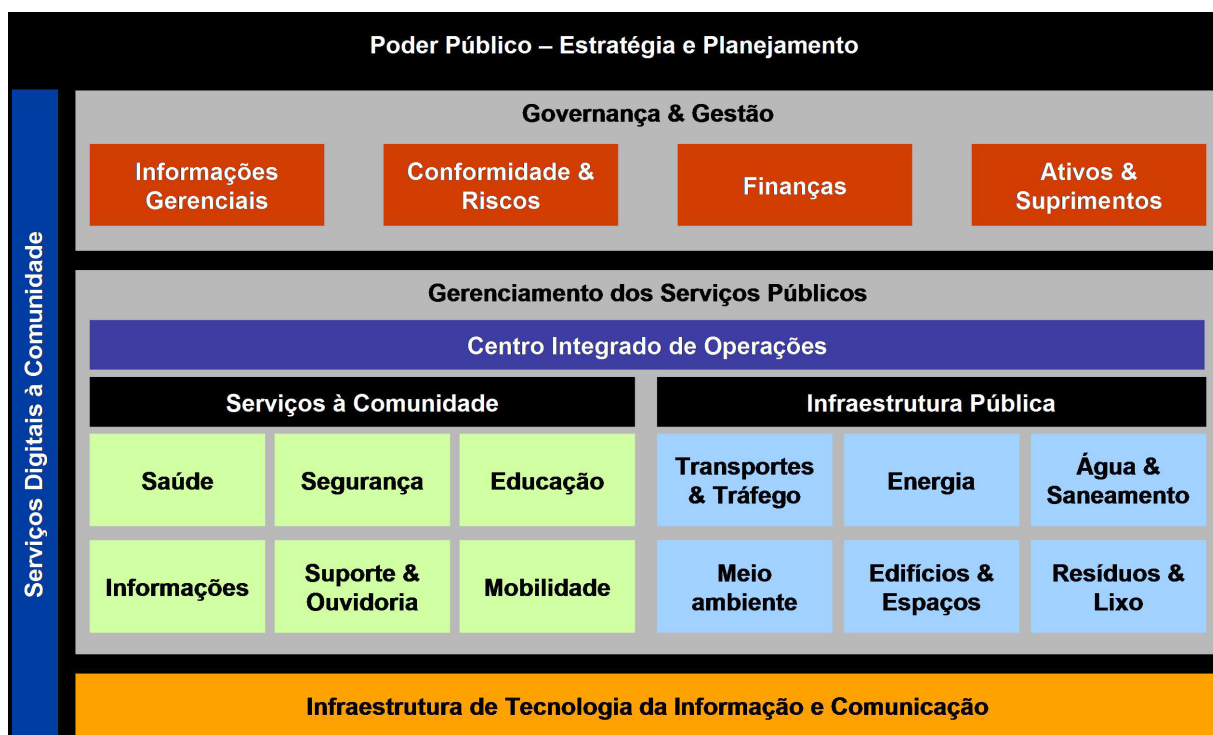 Poder Público – Estratégia e Planejamento
Serviços Digitais à Comunidade
Governança & Gestão
Informações
Gerenciais
Conformidade &
Riscos
Finanças
Ativos &
Suprimentos
Gerenciamento dos Serviços Públicos
Centro Integrado de Operações
Serviços à Comunidade
Infraestrutura Pública
Saúde
Segurança
Educação
Transportes
& Tráfego
Energia
Água &
Saneamento
Informações
Suporte &
Ouvidoria
Mobilidade
Meio
ambiente
Edifícios &
Espaços
Resíduos &
Lixo
Infraestrutura de Tecnologia da Informação e Comunicação